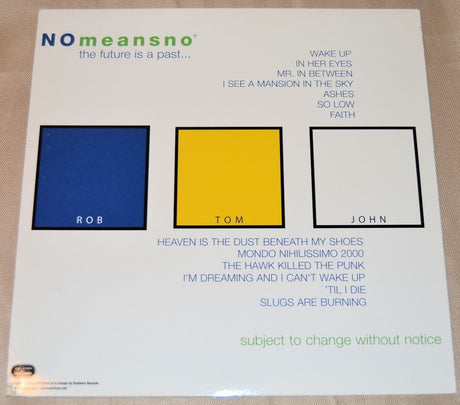 NOmeansno®
the future is a past...
WAKE UP
IN HER EYES
MR. IN BETWEEN
I SEE A MANSION IN THE SKY
ASHES
SO LOW
FAITH
ROB
TOM
JOHN
HEAVEN IS THE DUST BENEATH MY SHOES
MONDO NIHILISSIMO 2000
THE HAWK KILLED THE PUNK
I'M DREAMING AND I CAN'T WAKE UP
'TIL I DIE
SLUGS ARE BURNING
subject to change without notice